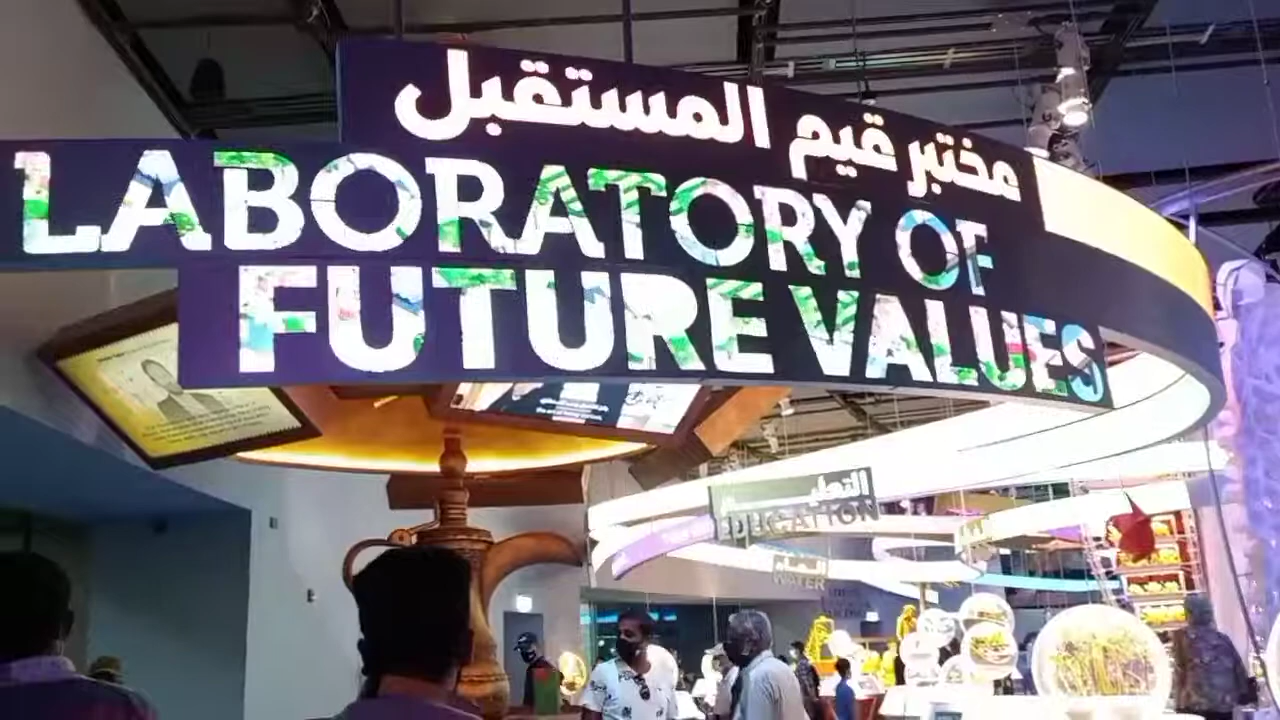 مختبر قيم المستقبل
LABORATORY OF
FUTURE VALUES
التعليم
EDUCATION
المياه
WATER